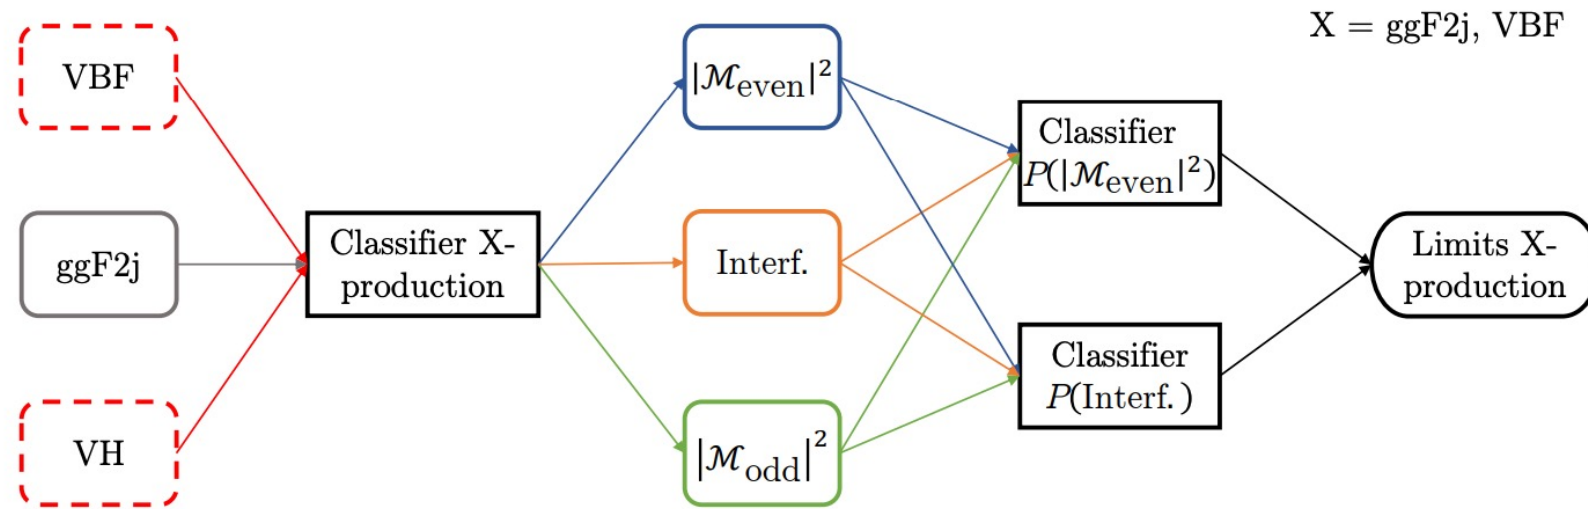 X = ggF2j, VBF
VBF
ggF2j
VH
Classifier X-
production
|ℳeven|²
Interf.
|ℳodd|²
Classifier
P(|ℳeven|²)
Classifier
P(Interf.)
Limits X-
production